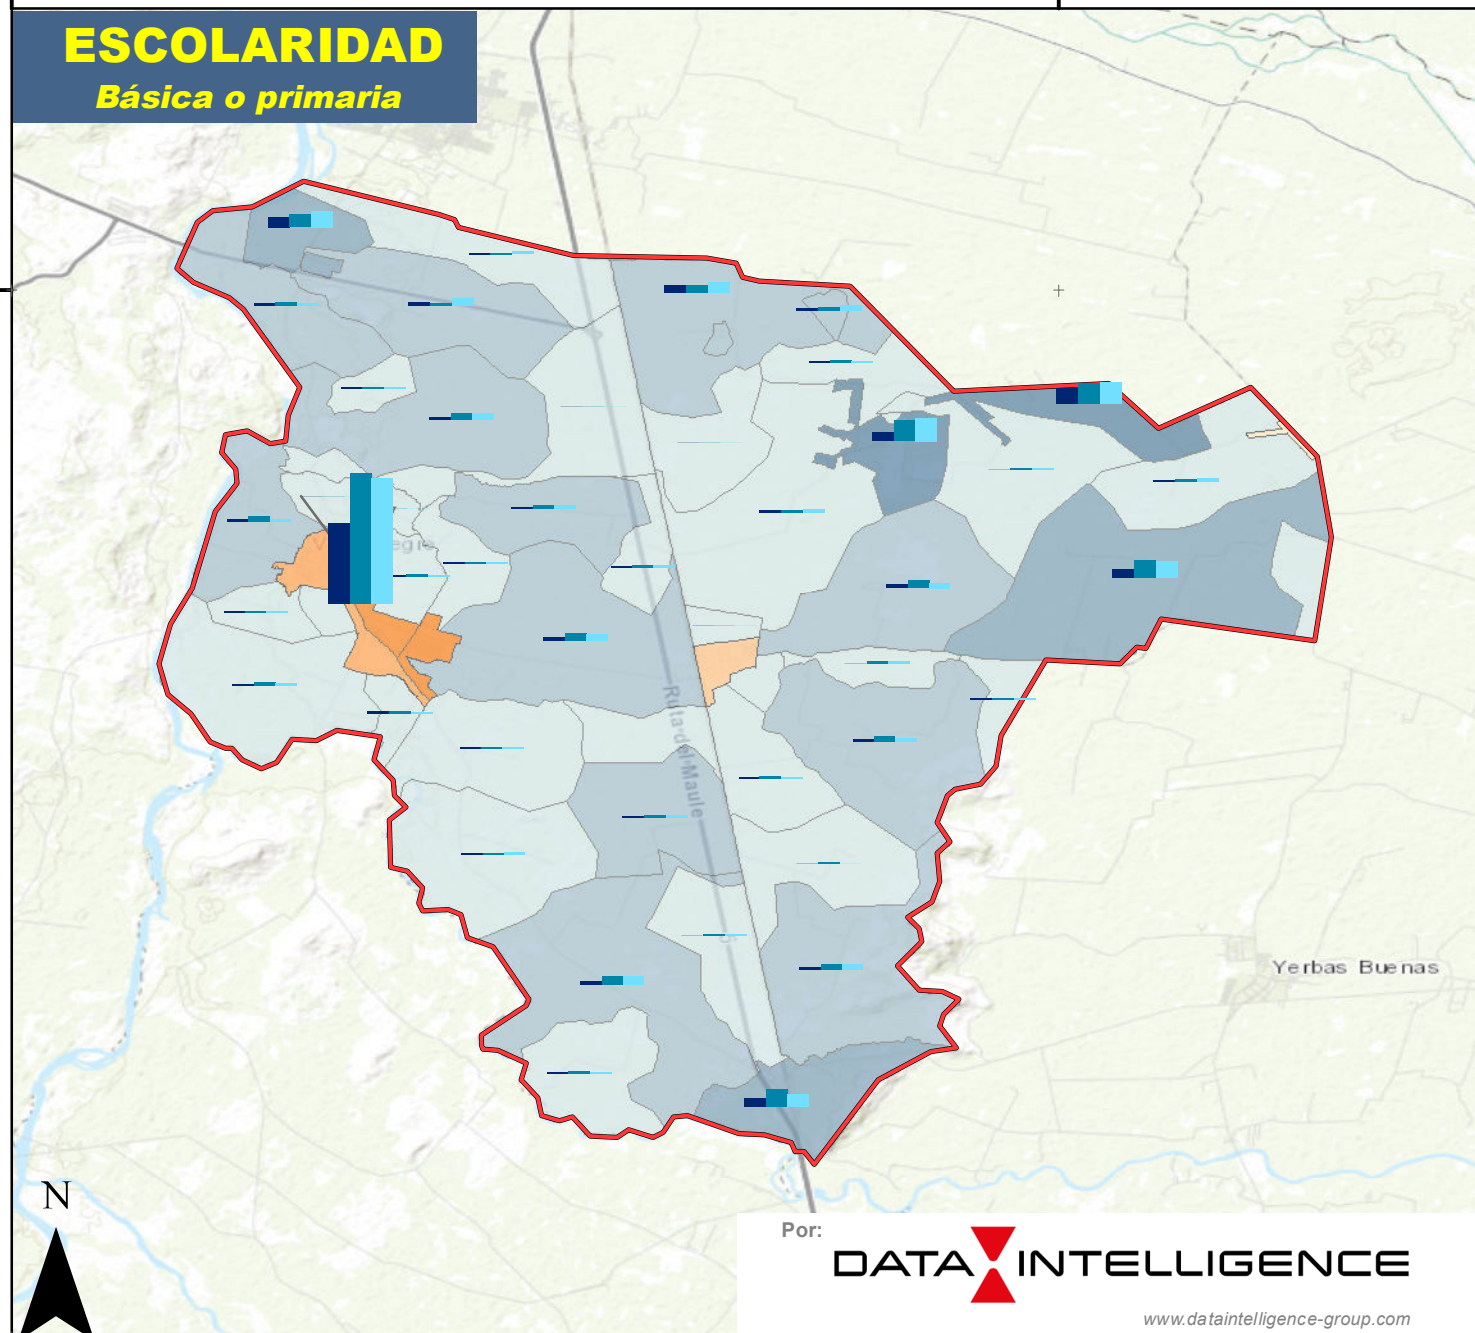 ESCOLARIDAD
Básica o primaria
Ruta del Maule
Yerbas Buenas
N
Por:
DATA INTELLIGENCE
www.dataintelligence-group.com